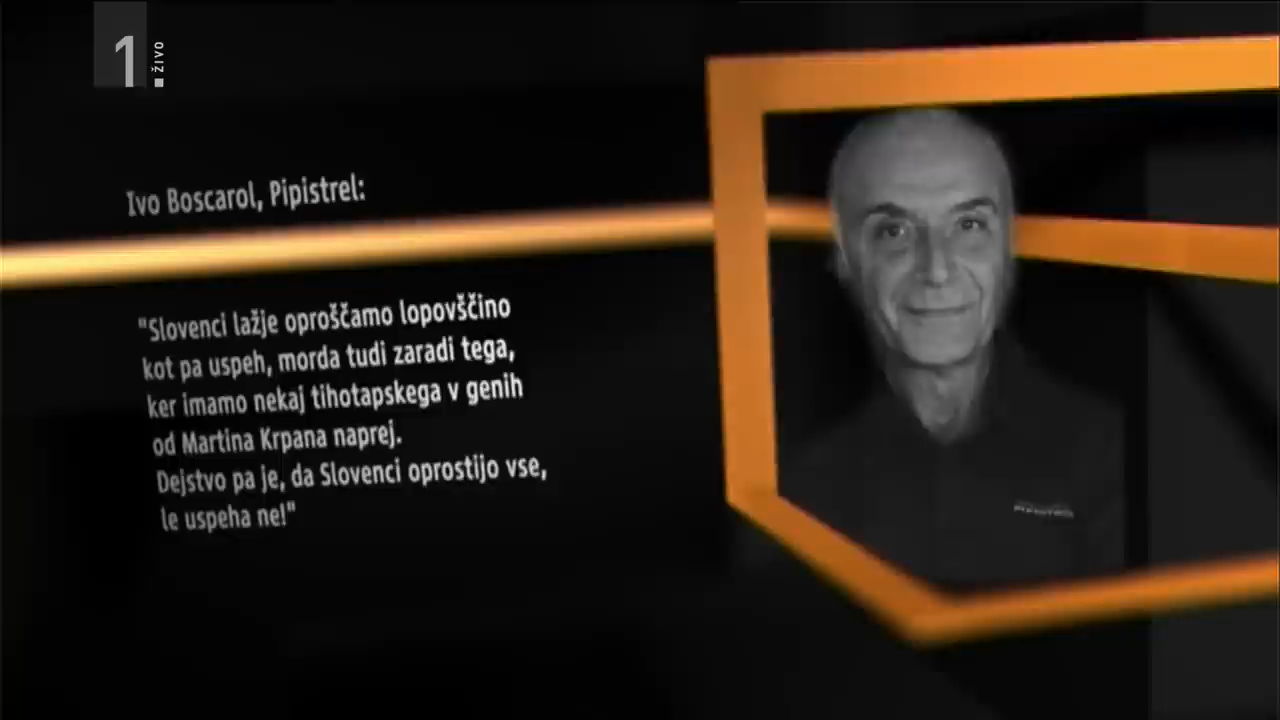 1
živo
Ivo Boscarol, Pipistrel:
"Slovenci lažje oproščamo lopovščino
kot pa uspeh, morda tudi zaradi tega,
ker imamo nekaj tihotapskega v genih
od Martina Krpana naprej.
Dejstvo pa je, da Slovenci oprostijo vse,
le uspeha ne!"